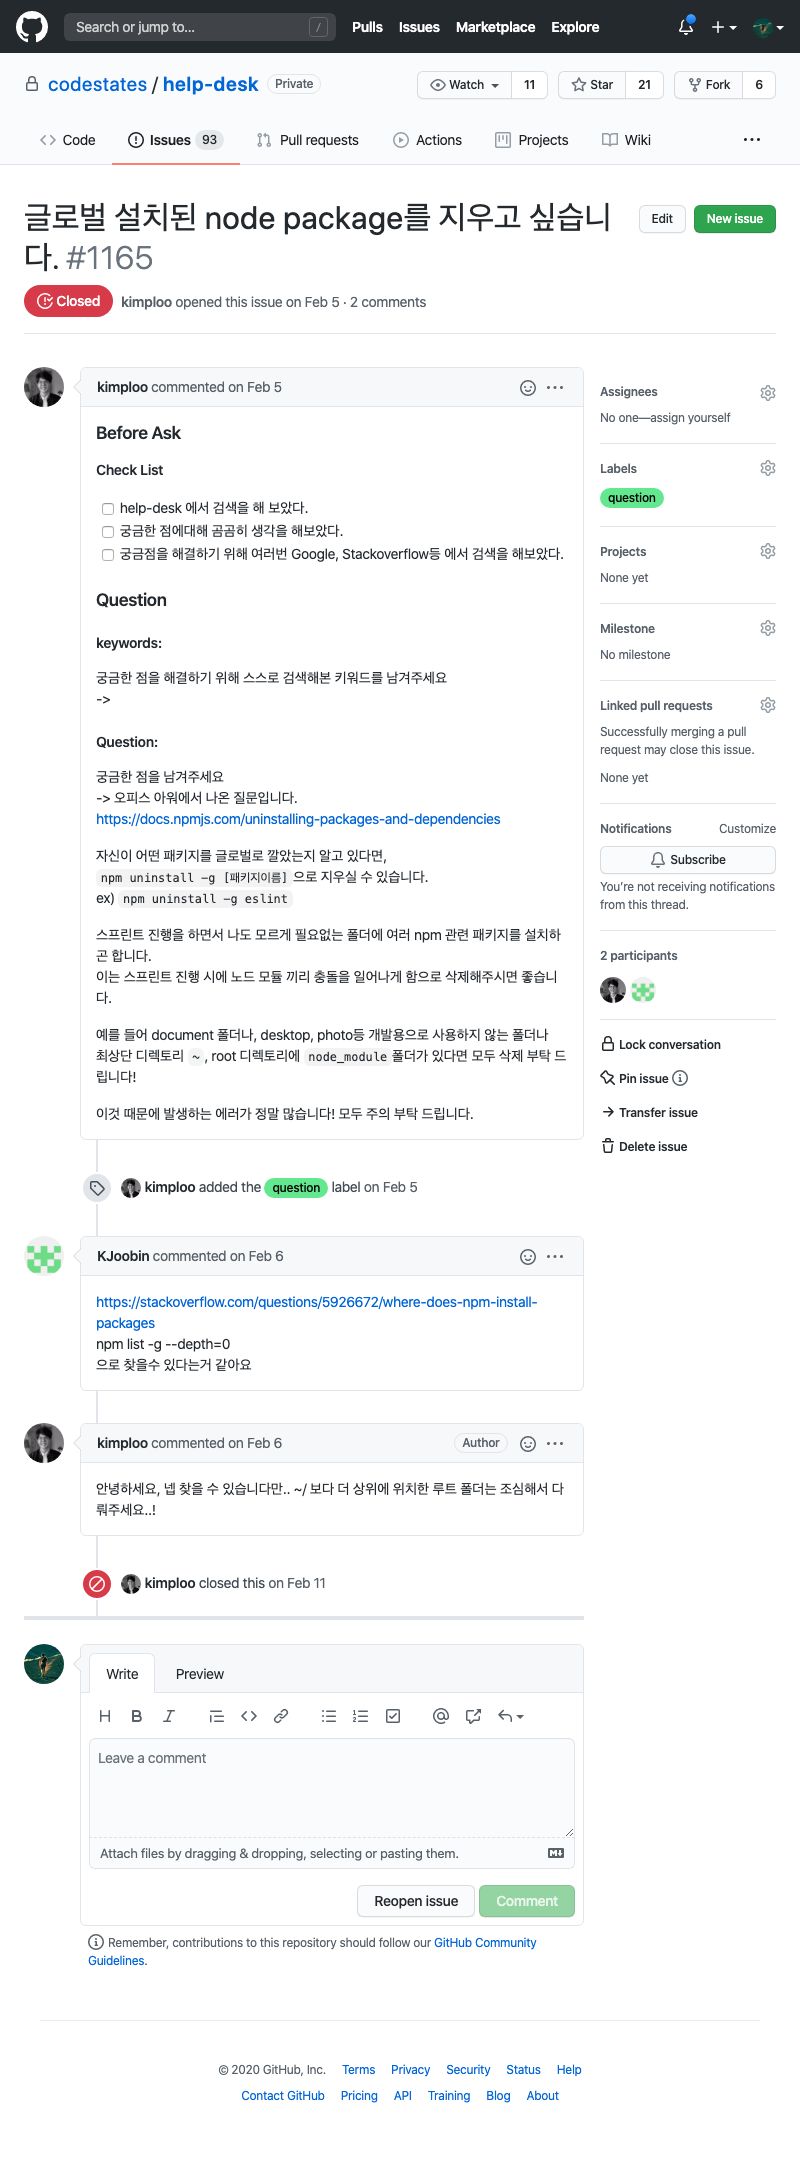 Search or jump to... /
Pulls Issues Marketplace Explore
codestates / help-desk Private
Watch 11 Star 21 Fork 6
Code Issues 93 Pull requests Actions Projects Wiki ...
글로벌 설치된 node package를 지우고 싶습니
다. #1165
Edit New issue
Closed kimploo opened this issue on Feb 5 · 2 comments
kimploo commented on Feb 5
Before Ask
Check List
help-desk 에서 검색을 해 보았다.
궁금한 점에대해 곰곰히 생각을 해보았다.
궁금점을 해결하기 위해 여러번 Google, Stackoverflow등 에서 검색을 해보았다.
Question
keywords:
궁금한 점을 해결하기 위해 스스로 검색해본 키워드를 남겨주세요
->
Question:
궁금한 점을 남겨주세요
-> 오피스 아워에서 나온 질문입니다.
https://docs.npmjs.com/uninstalling-packages-and-dependencies
자신이 어떤 패키지를 글로벌로 깔았는지 알고 있다면,
npm uninstall -g [패키지이름] 으로 지우실 수 있습니다.
ex) npm uninstall -g eslint
스프린트 진행을 하면서 나도 모르게 필요없는 폴더에 여러 npm 관련 패키지를 설치하
곤 합니다.
이는 스프린트 진행 시에 노드 모듈 끼리 충돌을 일어나게 함으로 삭제해주시면 좋습니
다.
예를 들어 document 폴더나, desktop, photo등 개발용으로 사용하지 않는 폴더나
최상단 디렉토리 ~ , root 디렉토리에 node_module 폴더가 있다면 모두 삭제 부탁 드
립니다!
이것 때문에 발생하는 에러가 정말 많습니다! 모두 주의 부탁 드립니다.
Assignees
No one—assign yourself
Labels
question
Projects
None yet
Milestone
No milestone
Linked pull requests
Successfully merging a pull
request may close this issue.
None yet
Notifications Customize
Subscribe
You're not receiving notifications
from this thread.
2 participants
Lock conversation
Pin issue
Transfer issue
Delete issue
kimploo added the question label on Feb 5
KJoobin commented on Feb 6
https://stackoverflow.com/questions/5926672/where-does-npm-install-
packages
npm list -g --depth=0
으로 찾을수 있다는거 같아요
kimploo commented on Feb 6 Author
안녕하세요, 넵 찾을 수 있습니다만.. ~/ 보다 더 상위에 위치한 루트 폴더는 조심해서 다
뤄주세요..!
kimploo closed this on Feb 11
Write Preview
H B I
Leave a comment
Attach files by dragging & dropping, selecting or pasting them.
Reopen issue Comment
Remember, contributions to this repository should follow our GitHub Community
Guidelines.
© 2020 GitHub, Inc. Terms Privacy Security Status Help
Contact GitHub Pricing API Training Blog About